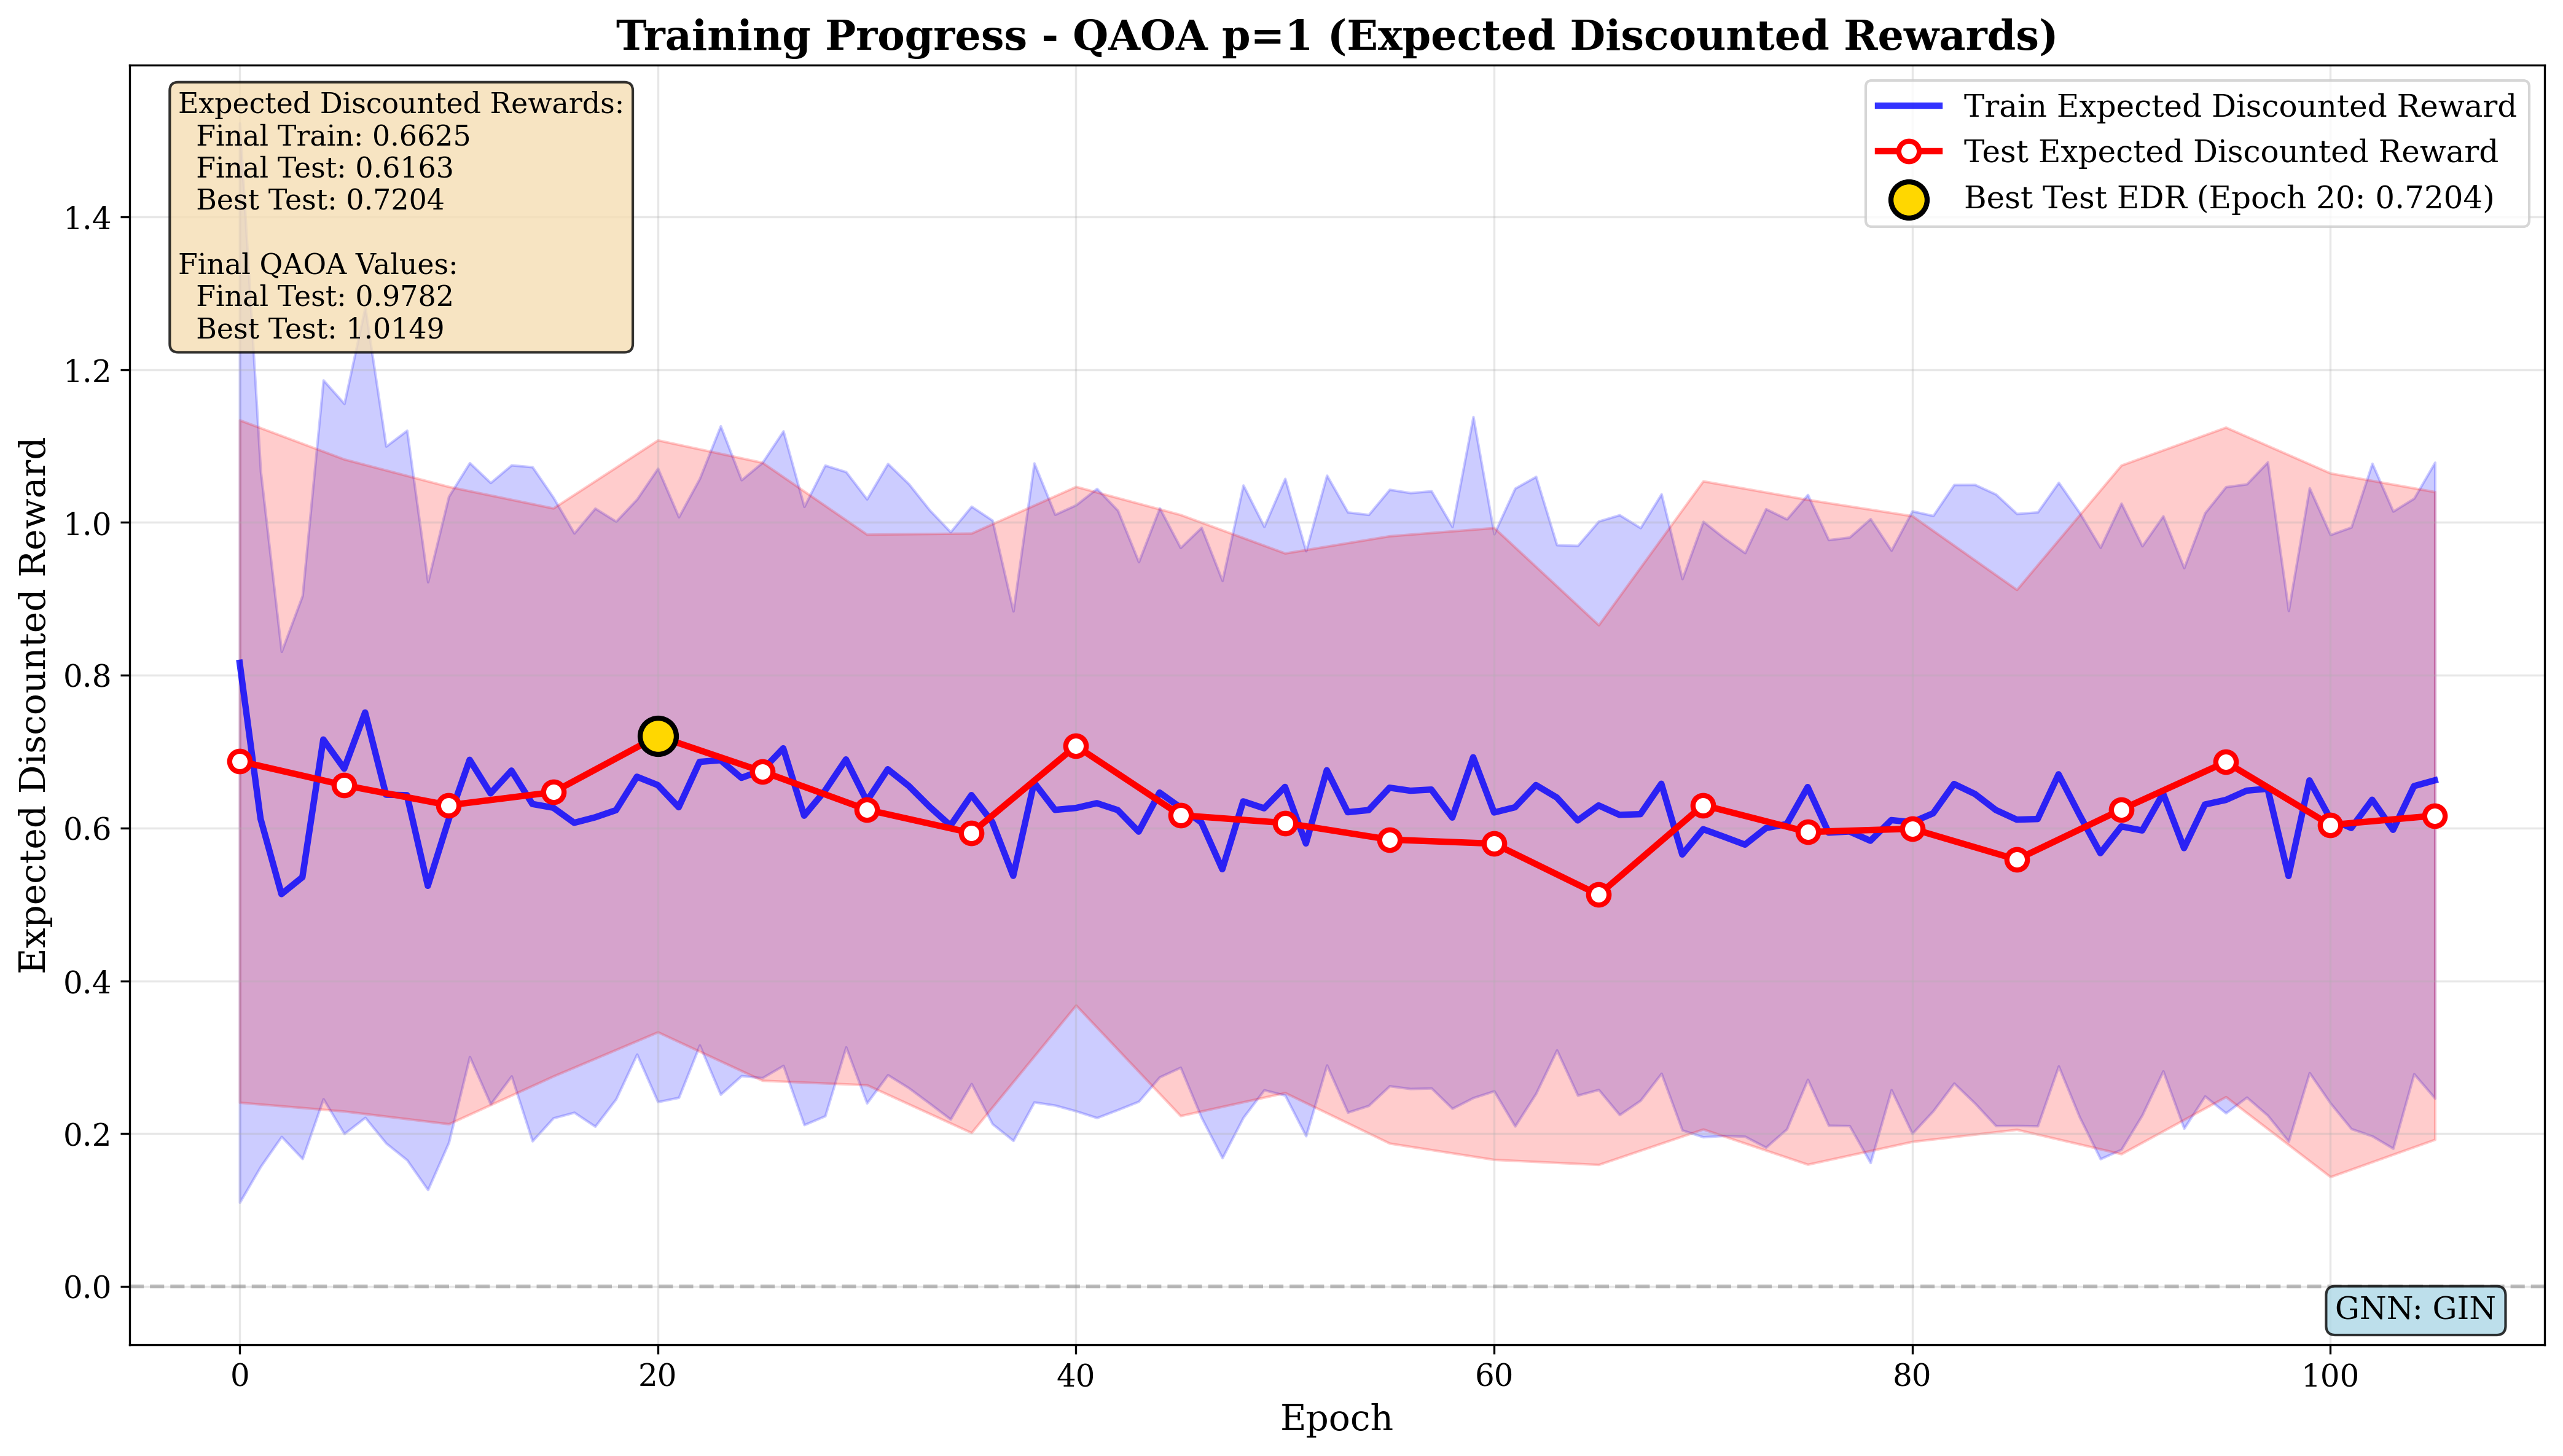 Training Progress - QAOA p=1 (Expected Discounted Rewards)
Expected Discounted Rewards:
Final Train: 0.6625
Final Test: 0.6163
Best Test: 0.7204
Final QAOA Values:
Final Test: 0.9782
Best Test: 1.0149
Train Expected Discounted Reward
Test Expected Discounted Reward
Best Test EDR (Epoch 20: 0.7204)
Expected Discounted Reward
1.4
1.2
1.0
0.8
0.6
0.4
0.2
0.0
GNN: GIN
0 20 40 60 80 100
Epoch